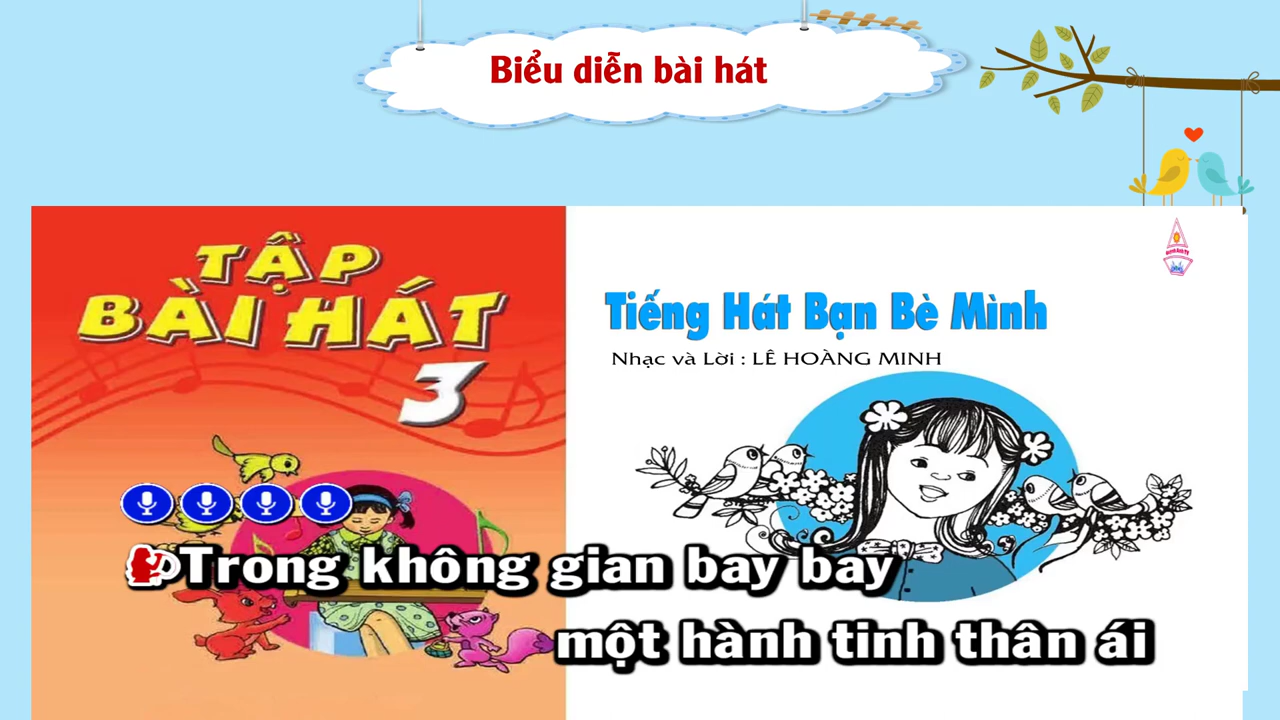 Biểu diễn bài hát
TẬP
BÀI HÁT
3
Tiếng Hát Bạn Bè Mình
Nhạc và Lời : LÊ HOÀNG MINH
Trong không gian bay bay
một hành tinh thân ái